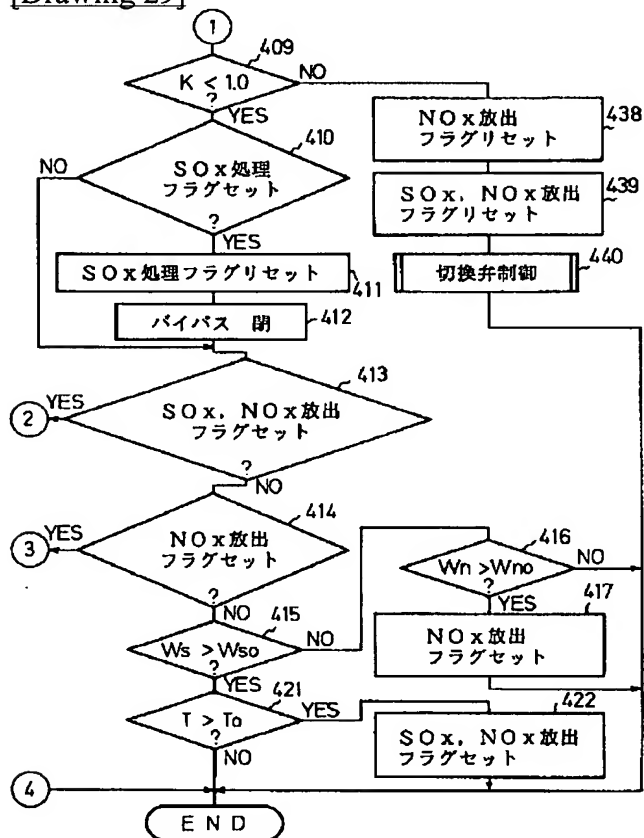 [Drawing 29]
1
409
K < 1.0
?
NO
YES
410
NO
SOx処理
フラグセット
?
YES
SOx処理フラグリセット
411
バイパス 閉
412
NOx放出
フラグリセット
438
SOx, NOx放出
フラグリセット
439
切換弁制御
440
413
2
YES
SOx, NOx放出
フラグセット
?
NO
414
3
YES
NOx放出
フラグセット
?
NO
415
Ws > Wso
?
NO
YES
416
Wn > Wno
?
NO
YES
417
NOx放出
フラグセット
421
T > To
?
YES
NO
422
SOx, NOx放出
フラグセット
4
END